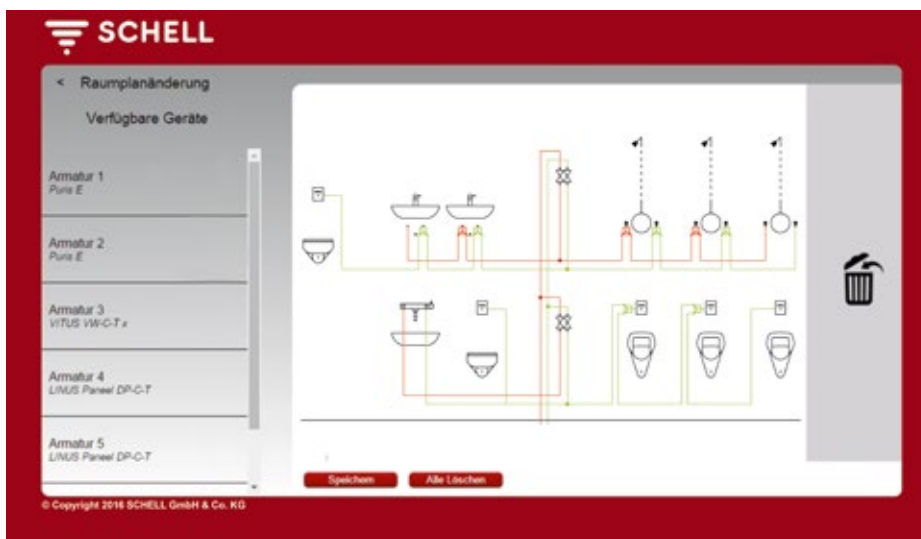 SCHELL
< Raumplanänderung
Verfügbare Geräte
Armatur 1
Puris E
Armatur 2
Puris E
Armatur 3
VITUS VW-C-T x
Armatur 4
LINUS Paneel DP-C-T
Armatur 5
LINUS Paneel DP-C-T
Speichern
Alle Löschen
© Copyright 2016 SCHELL GmbH & Co. KG